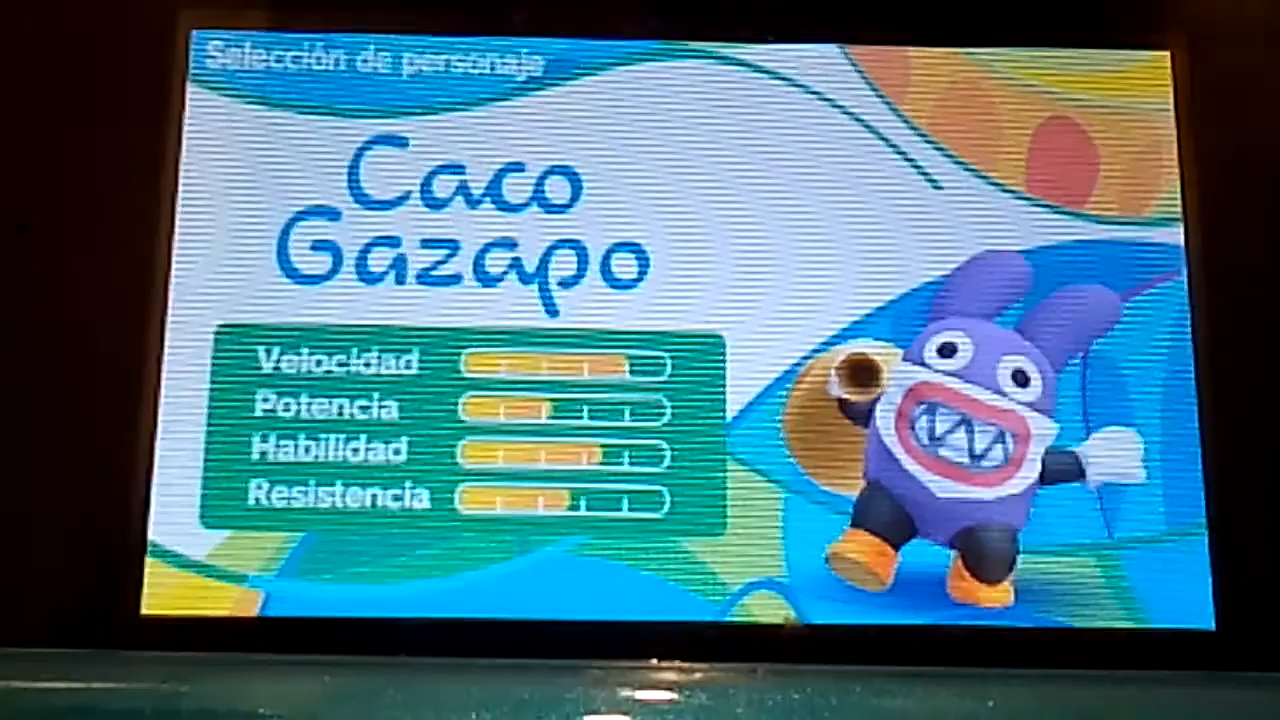 Selección de personaje
Caco
Gazapo
Velocidad
Potencia
Habilidad
Resistencia